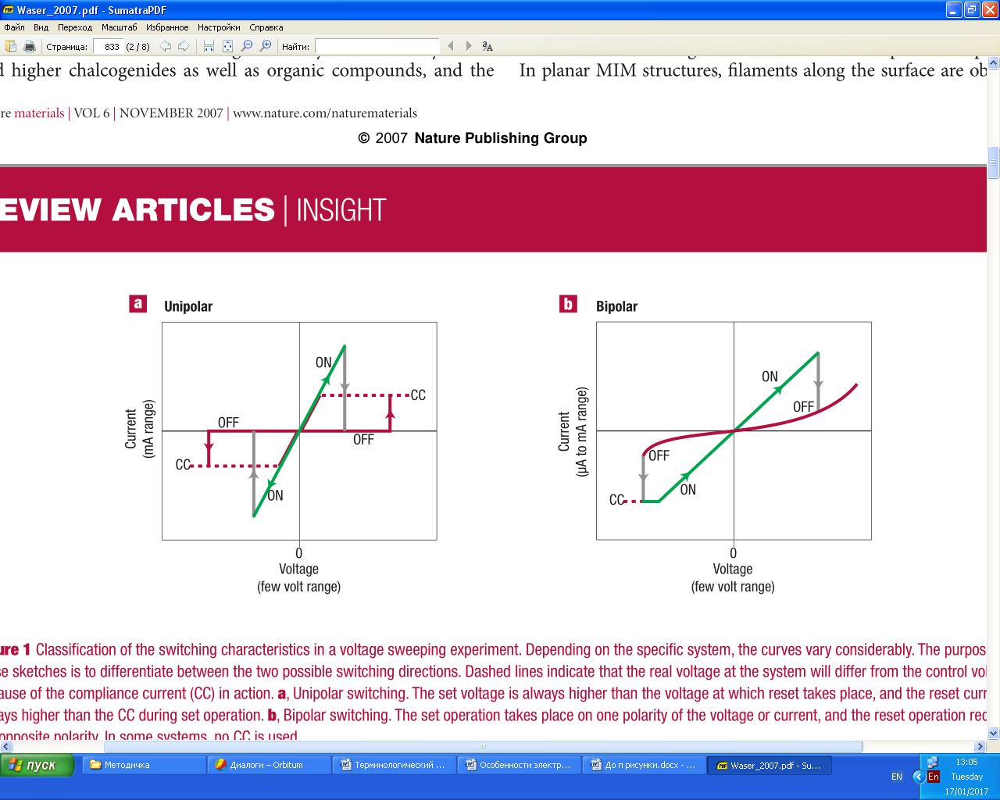 Waser_2007.pdf - SumatraPDF
Файл Вид Переход Масштаб Избранное Настройки Справка
Страница: 833 (2 / 8) Найти:
d higher chalcogenides as well as organic compounds, and the
In planar MIM structures, filaments along the surface are ob
re materials | VOL 6 | NOVEMBER 2007 | www.nature.com/naturematerials
© 2007 Nature Publishing Group
EVIEW ARTICLES | INSIGHT
a Unipolar
ON
CC
OFF
OFF
CC
ON
Current
(mA range)
0
Voltage
(few volt range)
b Bipolar
ON
OFF
OFF
CC
ON
Current
(µA to mA range)
0
Voltage
(few volt range)
ure 1 Classification of the switching characteristics in a voltage sweeping experiment. Depending on the specific system, the curves vary considerably. The purpos
se sketches is to differentiate between the two possible switching directions. Dashed lines indicate that the real voltage at the system will differ from the control vol
ause of the compliance current (CC) in action. a, Unipolar switching. The set voltage is always higher than the voltage at which reset takes place, and the reset curr
ays higher than the CC during set operation. b, Bipolar switching. The set operation takes place on one polarity of the voltage or current, and the reset operation rec
opposite polarity. In some systems, no CC is used.
пуск
Методичка
Диалоги – Orbitum
Терминологический ...
Особенности электр...
До п рисунки.docx - ...
Waser_2007.pdf - Su...
EN
En
13:05
Tuesday
17/01/2017